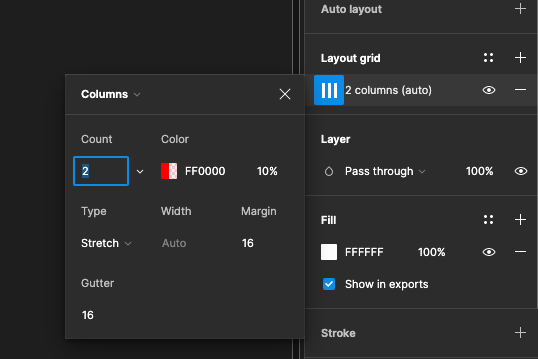 Auto layout
Layout grid
2 columns (auto)
Layer
Pass through 100%
Fill
FFFFFF 100%
Show in exports
Stroke
Columns
Count Color
2 FF0000 10%
Type Width Margin
Stretch Auto 16
Gutter
16